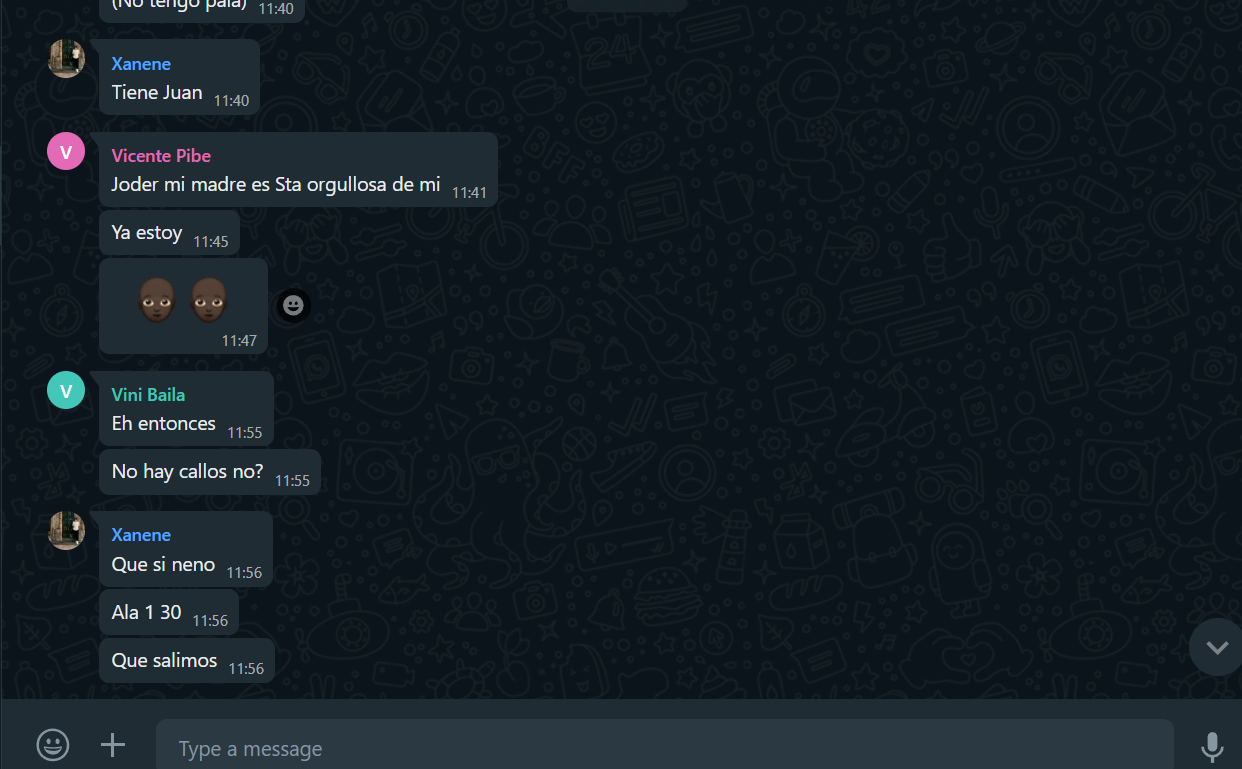 (No tengo pala) 11:40
Xanene
Tiene Juan 11:40
V
Vicente Pibe
Joder mi madre es Sta orgullosa de mi 11:41
Ya estoy 11:45
11:47
V
Vini Baila
Eh entonces 11:55
No hay callos no? 11:55
Xanene
Que si neno 11:56
Ala 1 30 11:56
Que salimos 11:56
Type a message